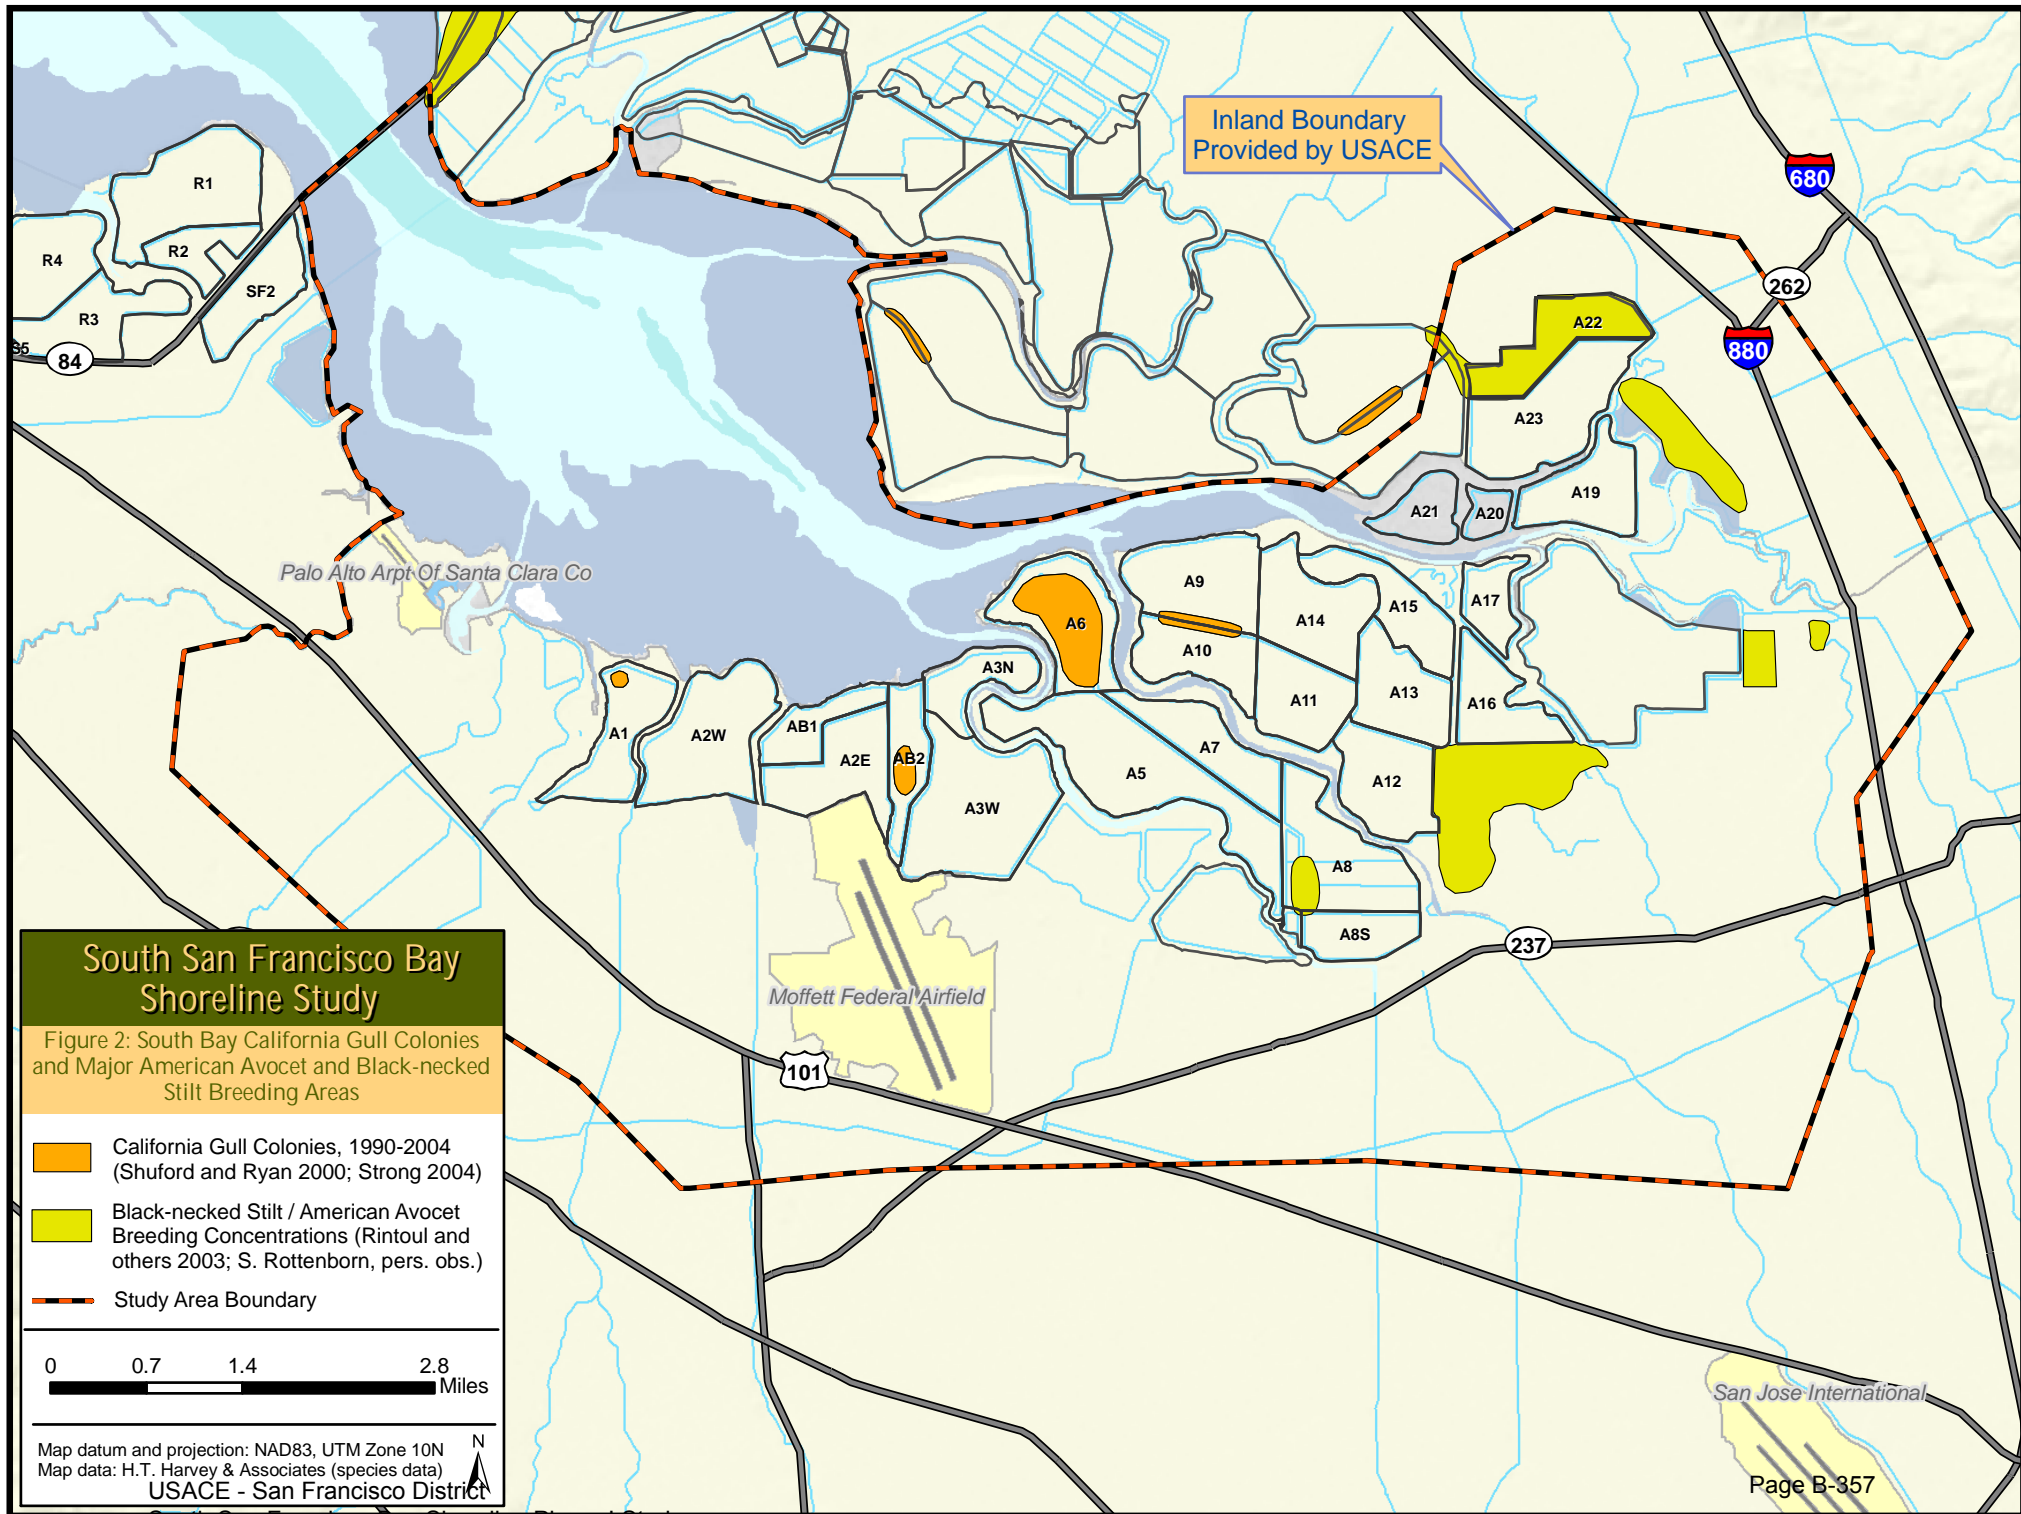 Inland Boundary
Provided by USACE
680
262
880
84
R1
R2
R4
R3
SF2
S5
A22
A23
A19
A21
A20
Palo Alto Arpt Of Santa Clara Co
A9
A14
A15
A17
A6
A10
A3N
A11
A13
A16
A1
A2W
AB1
A2E
AB2
A7
A5
A12
A3W
A8
A8S
237
Moffett Federal Airfield
101
San Jose International
South San Francisco Bay
Shoreline Study
Figure 2: South Bay California Gull Colonies
and Major American Avocet and Black-necked
Stilt Breeding Areas
California Gull Colonies, 1990-2004
(Shuford and Ryan 2000; Strong 2004)
Black-necked Stilt / American Avocet
Breeding Concentrations (Rintoul and
others 2003; S. Rottenborn, pers. obs.)
Study Area Boundary
0 0.7 1.4 2.8
Miles
Map datum and projection: NAD83, UTM Zone 10N
Map data: H.T. Harvey & Associates (species data)
N
USACE - San Francisco District
Page B-357